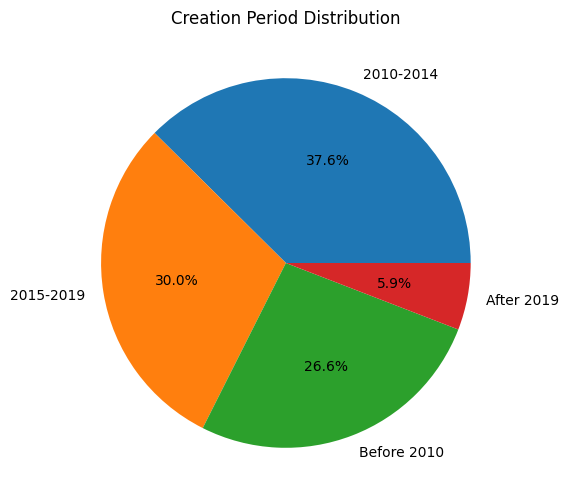 Creation Period Distribution
2010-2014
37.6%
30.0%
5.9%
2015-2019
After 2019
26.6%
Before 2010